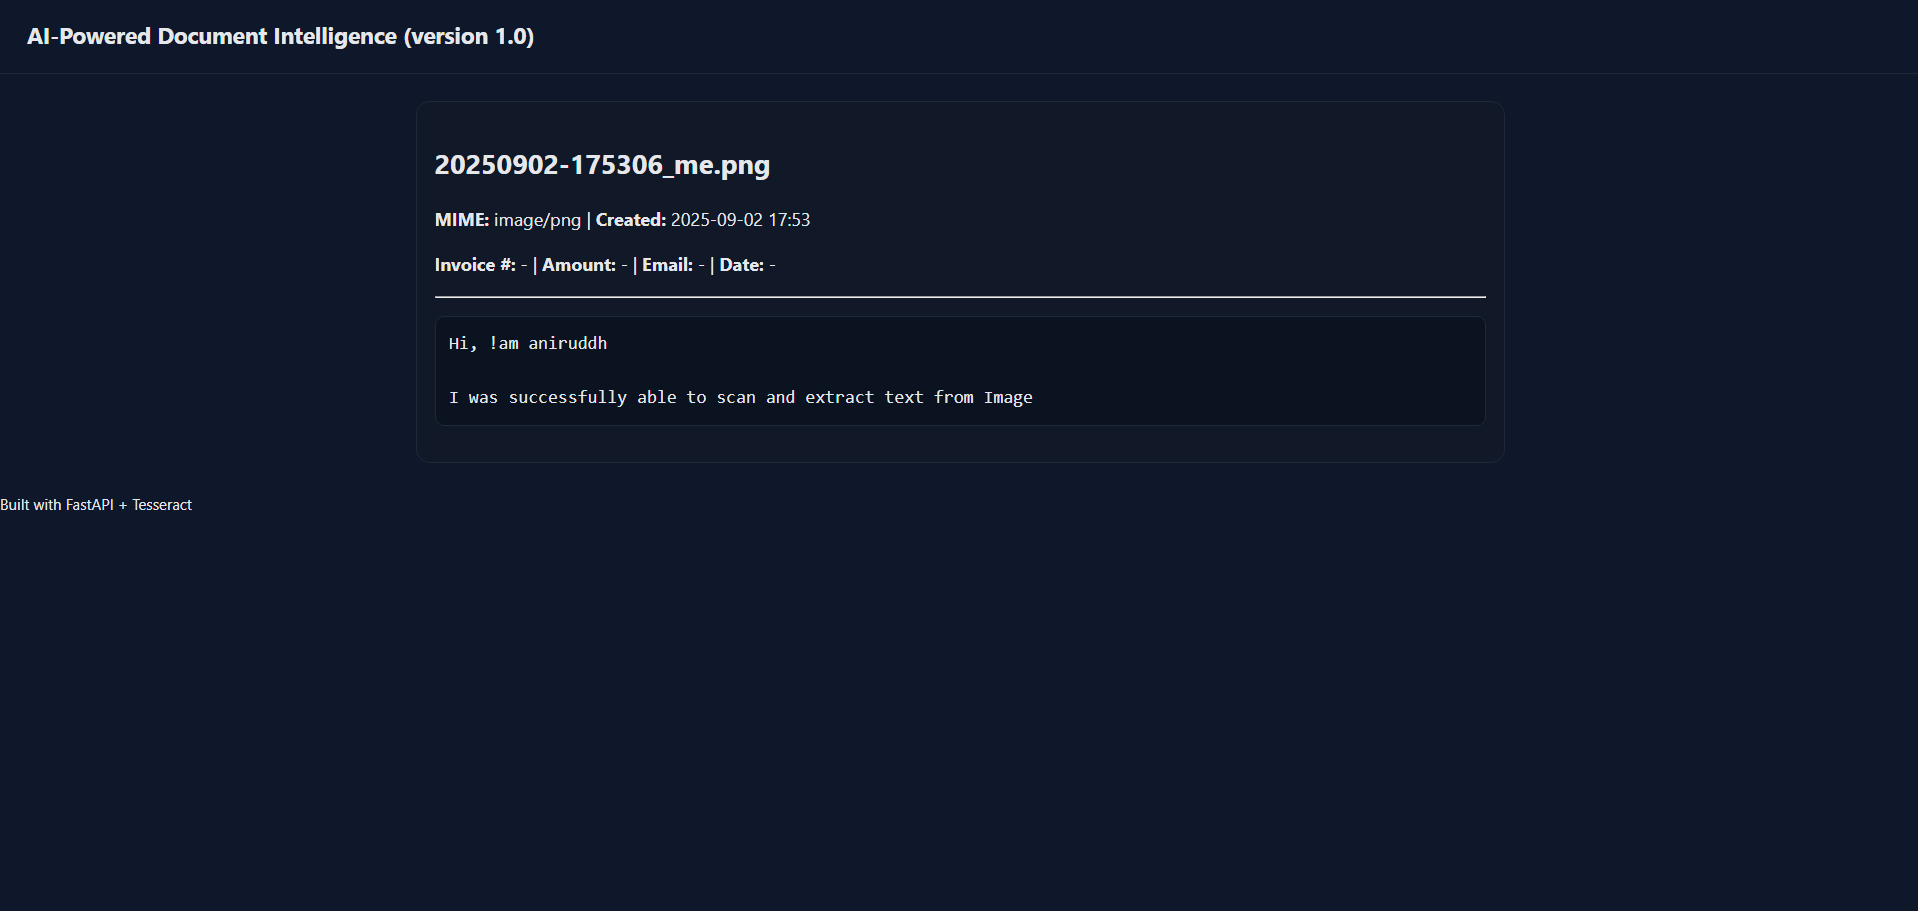 AI-Powered Document Intelligence (version 1.0)
20250902-175306_me.png
MIME: image/png | Created: 2025-09-02 17:53
Invoice #: - | Amount: - | Email: - | Date: -
Hi, !am aniruddh
I was successfully able to scan and extract text from Image
Built with FastAPI + Tesseract